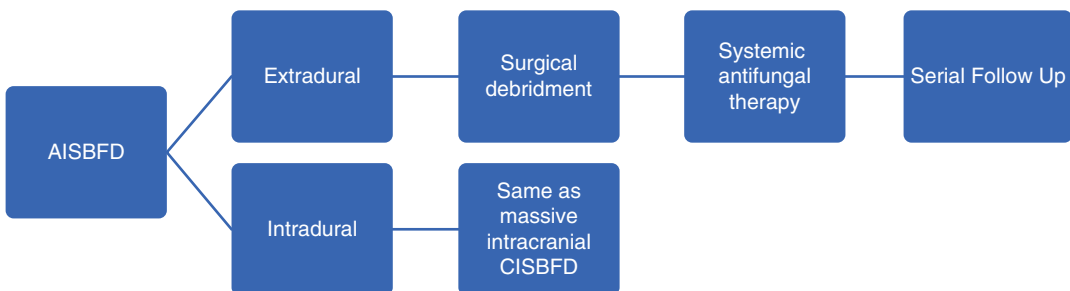 AISBFD
Extradural
Surgical
debridment
Systemic
antifungal
therapy
Serial Follow Up
Intradural
Same as
massive
intracranial
CISBFD